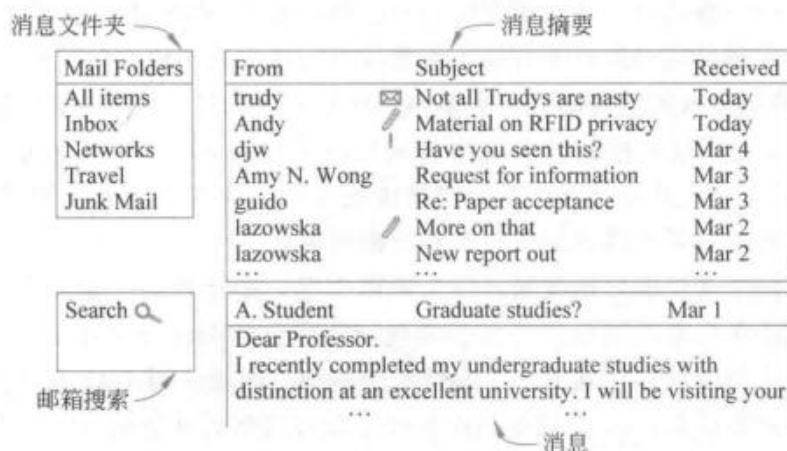 消息文件夹
消息摘要
Mail Folders
All items
Inbox
Networks
Travel
Junk Mail
From Subject Received
trudy Not all Trudys are nasty Today
Andy Material on RFID privacy Today
djw ! Have you seen this? Mar 4
Amy N. Wong Request for information Mar 3
guido Re: Paper acceptance Mar 3
lazowska More on that Mar 2
lazowska New report out Mar 2
… … …
Search
邮箱搜索
A. Student Graduate studies? Mar 1
Dear Professor.
I recently completed my undergraduate studies with
distinction at an excellent university. I will be visiting your
… …
消息